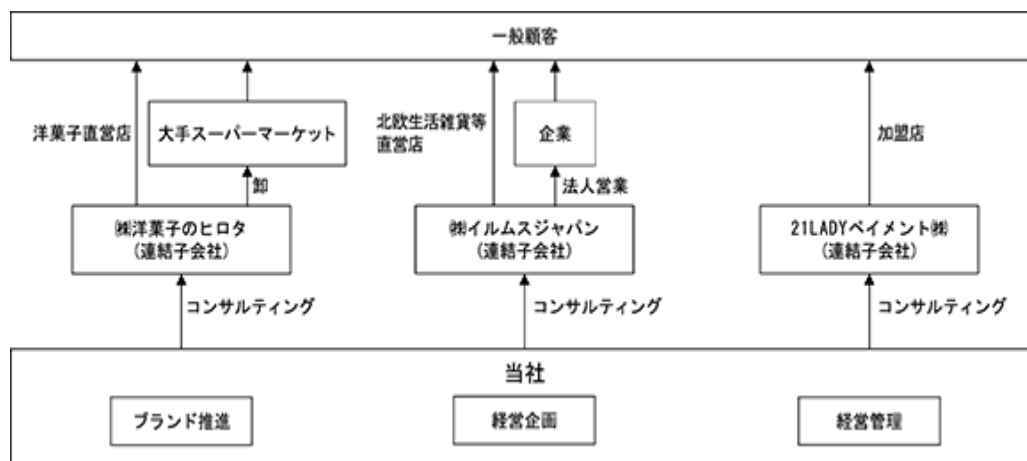 一般顧客
洋菓子直営店
大手スーパーマーケット
北欧生活雑貨等
直営店
企業
加盟店
卸
法人営業
㈱洋菓子のヒロタ
(連結子会社)
㈱イルムスジャパン
(連結子会社)
21LADYペイメント㈱
(連結子会社)
コンサルティング
コンサルティング
コンサルティング
当社
ブランド推進
経営企画
経営管理